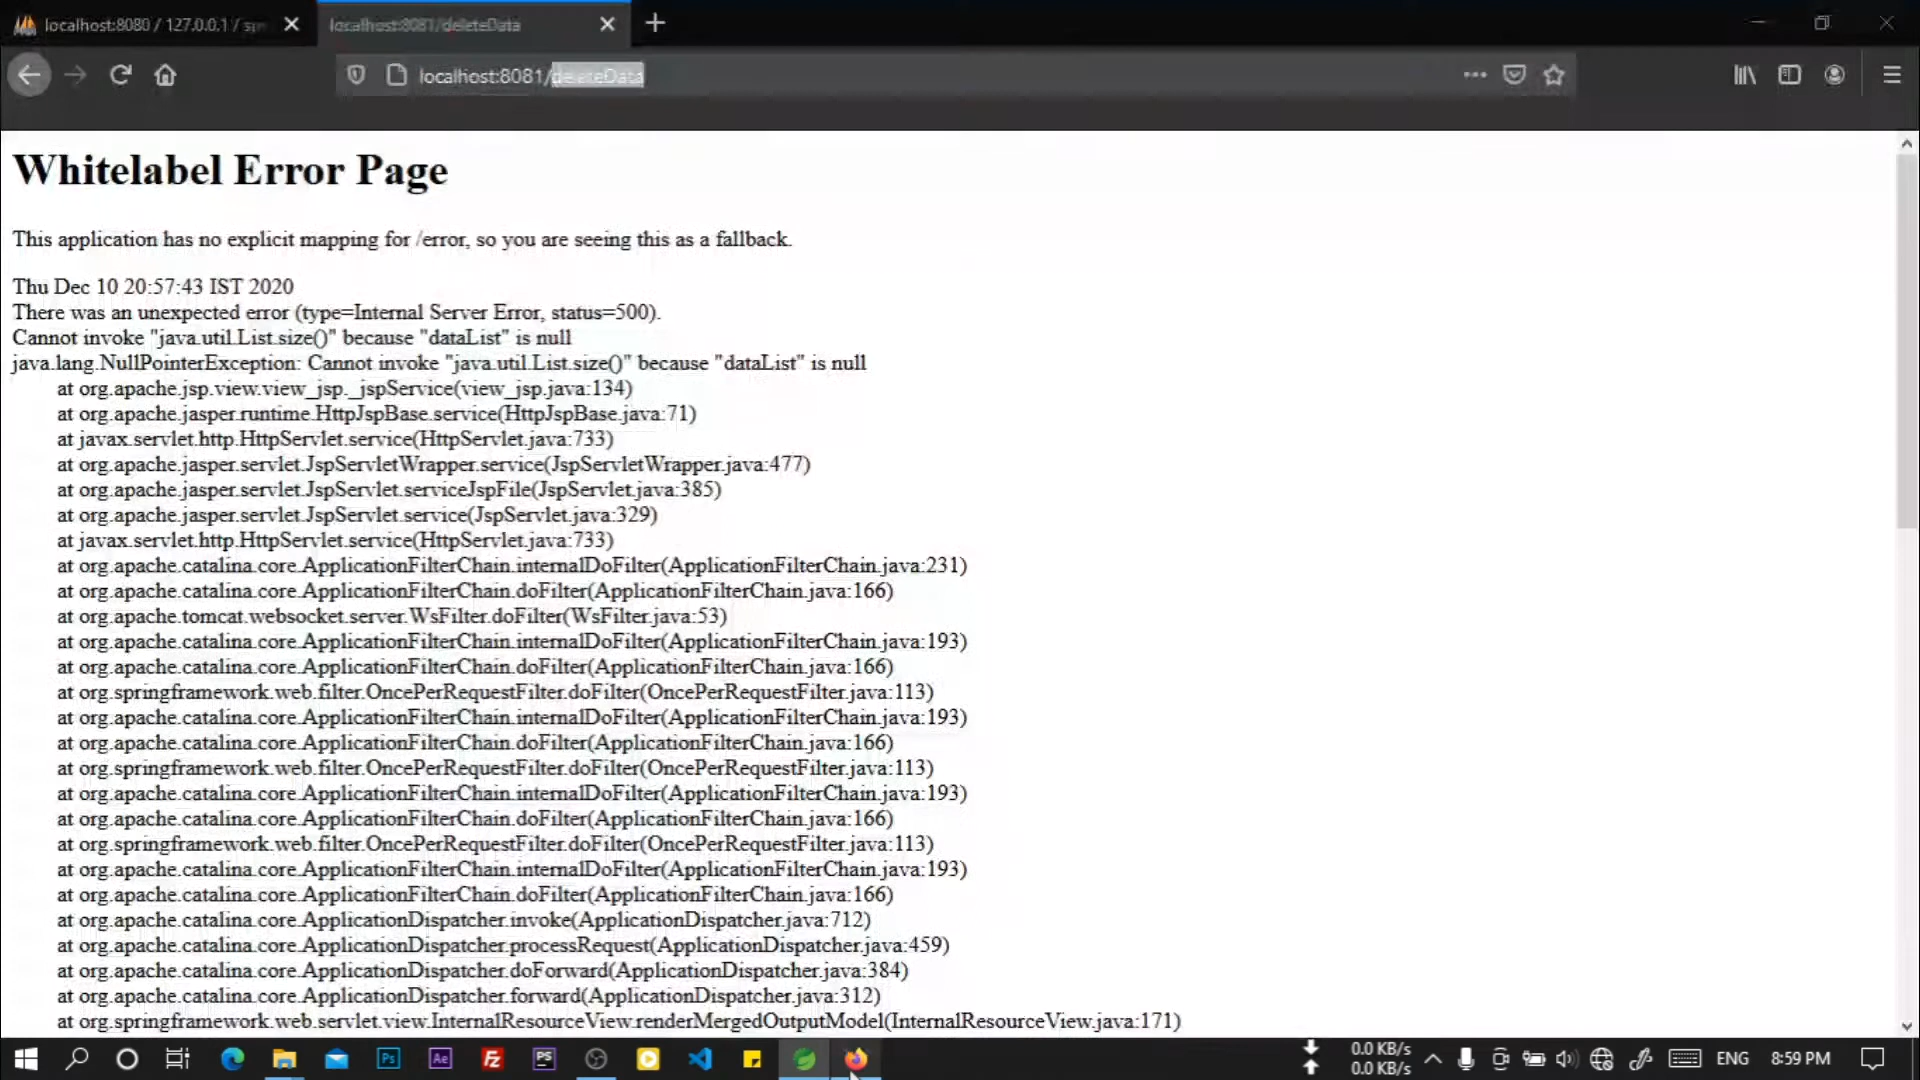 localhost:8080 / 127.0.0.1 /
localhost:8081/deleteData
localhost:8081/deleteData
Whitelabel Error Page
This application has no explicit mapping for /error, so you are seeing this as a fallback.
Thu Dec 10 20:57:43 IST 2020
There was an unexpected error (type=Internal Server Error, status=500).
Cannot invoke "java.util.List.size()" because "dataList" is null
java.lang.NullPointerException: Cannot invoke "java.util.List.size()" because "dataList" is null
at org.apache.jsp.view.view_jsp._jspService(view_jsp.java:134)
at org.apache.jasper.runtime.HttpJspBase.service(HttpJspBase.java:71)
at javax.servlet.http.HttpServlet.service(HttpServlet.java:733)
at org.apache.jasper.servlet.JspServletWrapper.service(JspServletWrapper.java:477)
at org.apache.jasper.servlet.JspServlet.serviceJspFile(JspServlet.java:385)
at org.apache.jasper.servlet.JspServlet.service(JspServlet.java:329)
at javax.servlet.http.HttpServlet.service(HttpServlet.java:733)
at org.apache.catalina.core.ApplicationFilterChain.internalDoFilter(ApplicationFilterChain.java:231)
at org.apache.catalina.core.ApplicationFilterChain.doFilter(ApplicationFilterChain.java:166)
at org.apache.tomcat.websocket.server.WsFilter.doFilter(WsFilter.java:53)
at org.apache.catalina.core.ApplicationFilterChain.internalDoFilter(ApplicationFilterChain.java:193)
at org.apache.catalina.core.ApplicationFilterChain.doFilter(ApplicationFilterChain.java:166)
at org.springframework.web.filter.OncePerRequestFilter.doFilter(OncePerRequestFilter.java:113)
at org.apache.catalina.core.ApplicationFilterChain.internalDoFilter(ApplicationFilterChain.java:193)
at org.apache.catalina.core.ApplicationFilterChain.doFilter(ApplicationFilterChain.java:166)
at org.springframework.web.filter.OncePerRequestFilter.doFilter(OncePerRequestFilter.java:113)
at org.apache.catalina.core.ApplicationFilterChain.internalDoFilter(ApplicationFilterChain.java:193)
at org.apache.catalina.core.ApplicationFilterChain.doFilter(ApplicationFilterChain.java:166)
at org.springframework.web.filter.OncePerRequestFilter.doFilter(OncePerRequestFilter.java:113)
at org.apache.catalina.core.ApplicationFilterChain.internalDoFilter(ApplicationFilterChain.java:193)
at org.apache.catalina.core.ApplicationFilterChain.doFilter(ApplicationFilterChain.java:166)
at org.apache.catalina.core.ApplicationDispatcher.invoke(ApplicationDispatcher.java:712)
at org.apache.catalina.core.ApplicationDispatcher.processRequest(ApplicationDispatcher.java:459)
at org.apache.catalina.core.ApplicationDispatcher.doForward(ApplicationDispatcher.java:384)
at org.apache.catalina.core.ApplicationDispatcher.forward(ApplicationDispatcher.java:312)
at org.springframework.web.servlet.view.InternalResourceView.renderMergedOutputModel(InternalResourceView.java:171)
Ps Ae Fz PS
0.0 KB/s
0.0 KB/s
ENG 8:59 PM